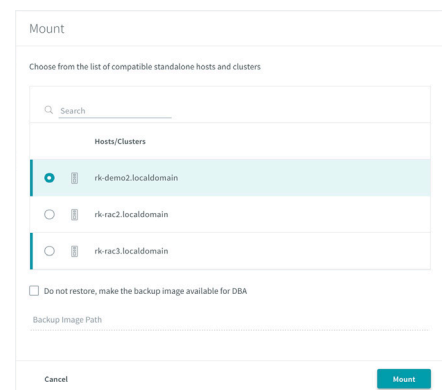 Mount
Choose from the list of compatible standalone hosts and clusters
Search
Hosts/Clusters
rk-demo2.localdomain
rk-rac2.localdomain
rk-rac3.localdomain
Do not restore, make the backup image available for DBA
Backup Image Path
Cancel Mount